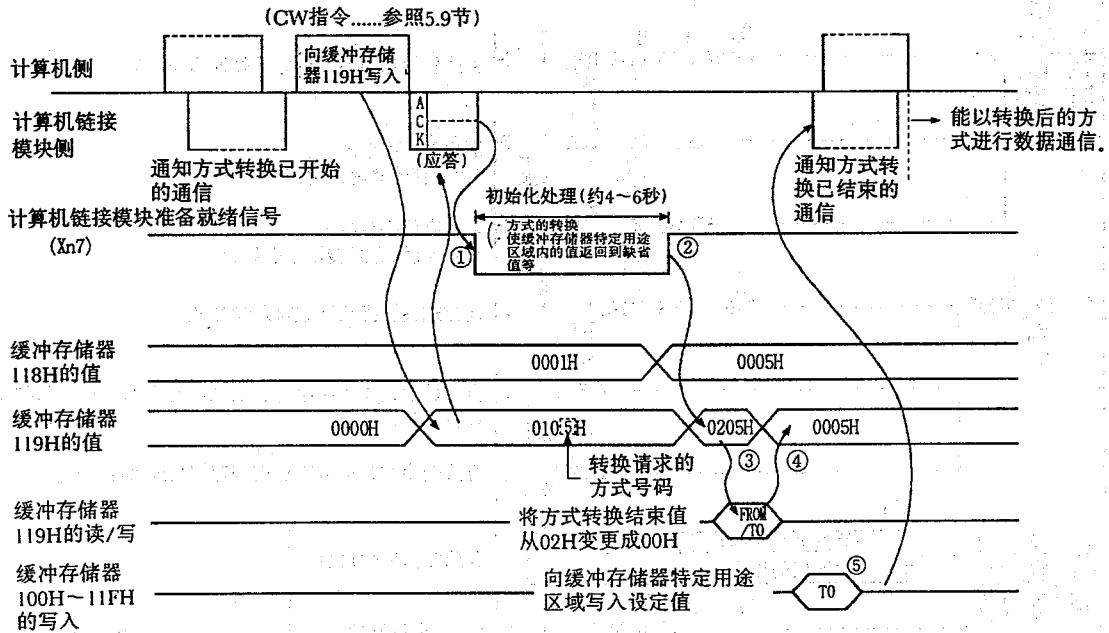 (CW指令......参照5.9节)
计算机侧
向缓冲存储
器119H写入
计算机链接
模块侧
A
C
K
(应答)
能以转换后的方
式进行数据通信。
通知方式转换已开始
的通信
通知方式转
换已结束的
通信
计算机链接模块准备就绪信号
(Xn7)
初始化处理(约4~6秒)
· 方式的转换
· 使缓冲存储器特定用途
区域内的值返回到缺省
值等
①
②
缓冲存储器
118H的值
0001H
0005H
缓冲存储器
119H的值
0000H
0105H
0205H
0005H
③
④
转换请求的
方式号码
缓冲存储器
119H的读/写
将方式转换结束值
从02H变更成00H
FROM
/TO
缓冲存储器
100H~11FH
的写入
向缓冲存储器特定用途
区域写入设定值
TO
⑤